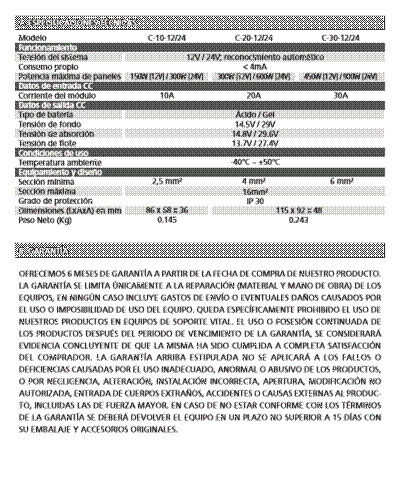 Modelo C-10-12/24 C-20-12/24 C-30-12/24
Funcionamiento
Tensión del sistema 12V / 24V; reconocimiento automático
Consumo propio < 4mA
Potencia máxima de paneles 150W (12V) / 300W (24V) 300W (12V) / 600W (24V) 450W (12V) / 900W (24V)
Datos de entrada CC
Corriente del módulo 10A 20A 30A
Datos de salida CC
Tipo de batería Ácido / Gel
Tensión de fondo 14.5V / 29V
Tensión de absorción 14.8V / 29.6V
Tensión de flote 13.7V / 27.4V
Condiciones de uso
Temperatura ambiente -40°C ~ +50°C
Equipamiento y diseño
Sección mínima 2,5 mm² 4 mm² 6 mm²
Sección máxima 16mm²
Grado de protección IP 30
Dimensiones (LxAxA) en mm 86 x 68 x 36 115 x 92 x 48
Peso Neto (Kg) 0.145 0.243
GARANTÍA
OFRECEMOS 6 MESES DE GARANTÍA A PARTIR DE LA FECHA DE COMPRA DE NUESTRO PRODUCTO.
LA GARANTÍA SE LIMITA ÚNICAMENTE A LA REPARACIÓN (MATERIAL Y MANO DE OBRA) DE LOS
EQUIPOS, EN NINGÚN CASO INCLUYE GASTOS DE ENVÍO O EVENTUALES DAÑOS CAUSADOS POR
EL USO O IMPOSIBILIDAD DE USO DEL EQUIPO. QUEDA ESPECÍFICAMENTE PROHIBIDO EL USO DE
NUESTROS PRODUCTOS EN EQUIPOS DE SOPORTE VITAL. EL USO O POSESIÓN CONTINUADA DE
LOS PRODUCTOS DESPUÉS DEL PERIODO DE VENCIMIENTO DE LA GARANTÍA, SE CONSIDERARÁ
EVIDENCIA CONCLUYENTE DE QUE LA MISMA HA SIDO CUMPLIDA A COMPLETA SATISFACCIÓN
DEL COMPRADOR. LA GARANTÍA ARRIBA ESTIPULADA NO SE APLICARÁ A LOS FALLOS O
DEFICIENCIAS CAUSADAS POR EL USO INADECUADO, ANORMAL O ABUSIVO DE LOS PRODUCTOS,
O POR NEGLIGENCIA, ALTERACIÓN, INSTALACIÓN INCORRECTA, APERTURA, MODIFICACIÓN NO
AUTORIZADA, ENTRADA DE CUERPOS EXTRAÑOS, ACCIDENTES O CAUSAS EXTERNAS AL PRODUC-
TO, INCLUIDAS LAS DE FUERZA MAYOR. EN CASO DE NO ESTAR CONFORME CON LOS TÉRMINOS
DE LA GARANTÍA SE DEBERÁ DEVOLVER EL EQUIPO EN UN PLAZO NO SUPERIOR A 15 DÍAS CON
SU EMBALAJE Y ACCESORIOS ORIGINALES.